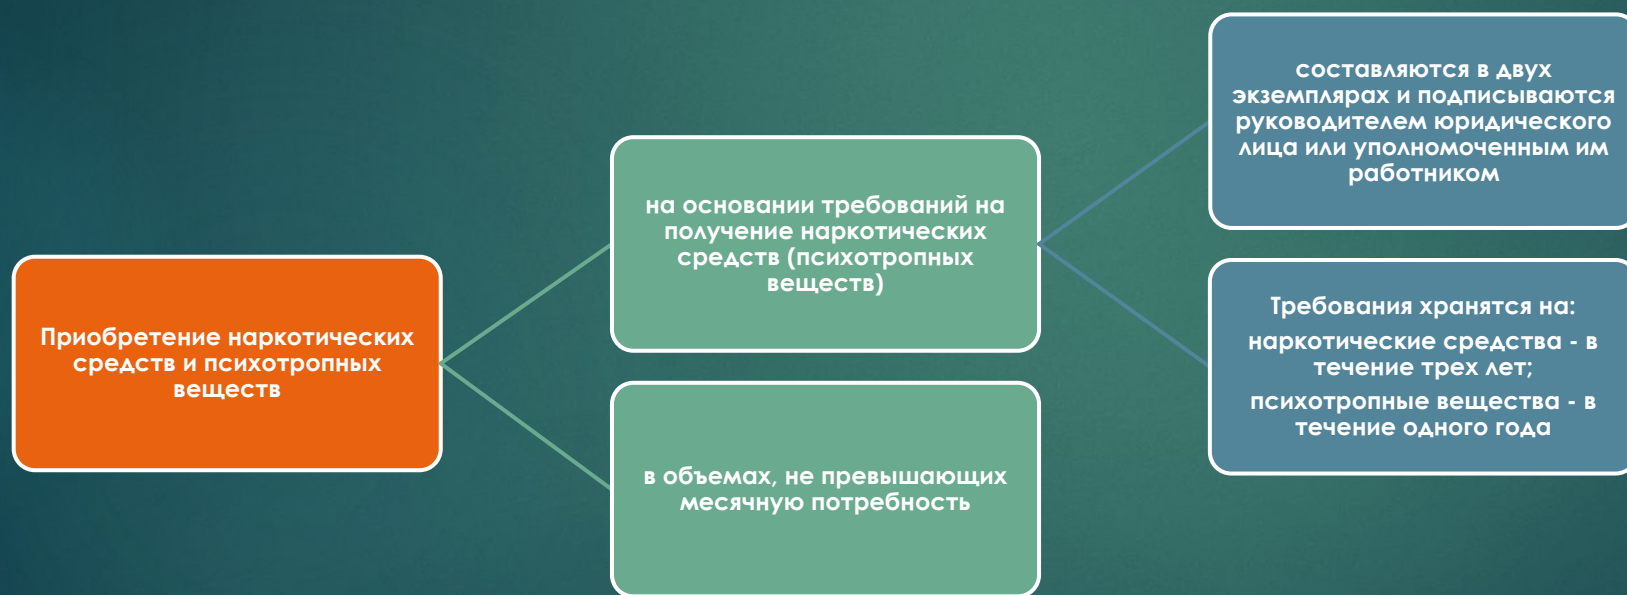 Приобретение наркотических
средств и психотропных
веществ
на основании требований на
получение наркотических
средств (психотропных
веществ)
в объемах, не превышающих
месячную потребность
составляются в двух
экземплярах и подписываются
руководителем юридического
лица или уполномоченным им
работником
Требования хранятся на:
наркотические средства - в
течение трех лет;
психотропные вещества - в
течение одного года